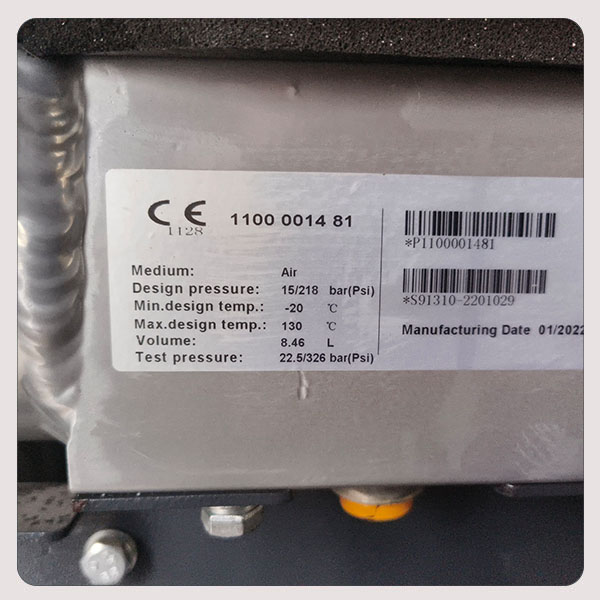 CE 1100 0014 81
1128
Medium: Air
Design pressure: 15/218 bar(Psi)
Min.design temp.: -20 ℃
Max.design temp.: 130 ℃
Volume: 8.46 L
Test pressure: 22.5/326 bar(Psi)
*P1100001481
*S91310-2201029
Manufacturing Date 01/2022